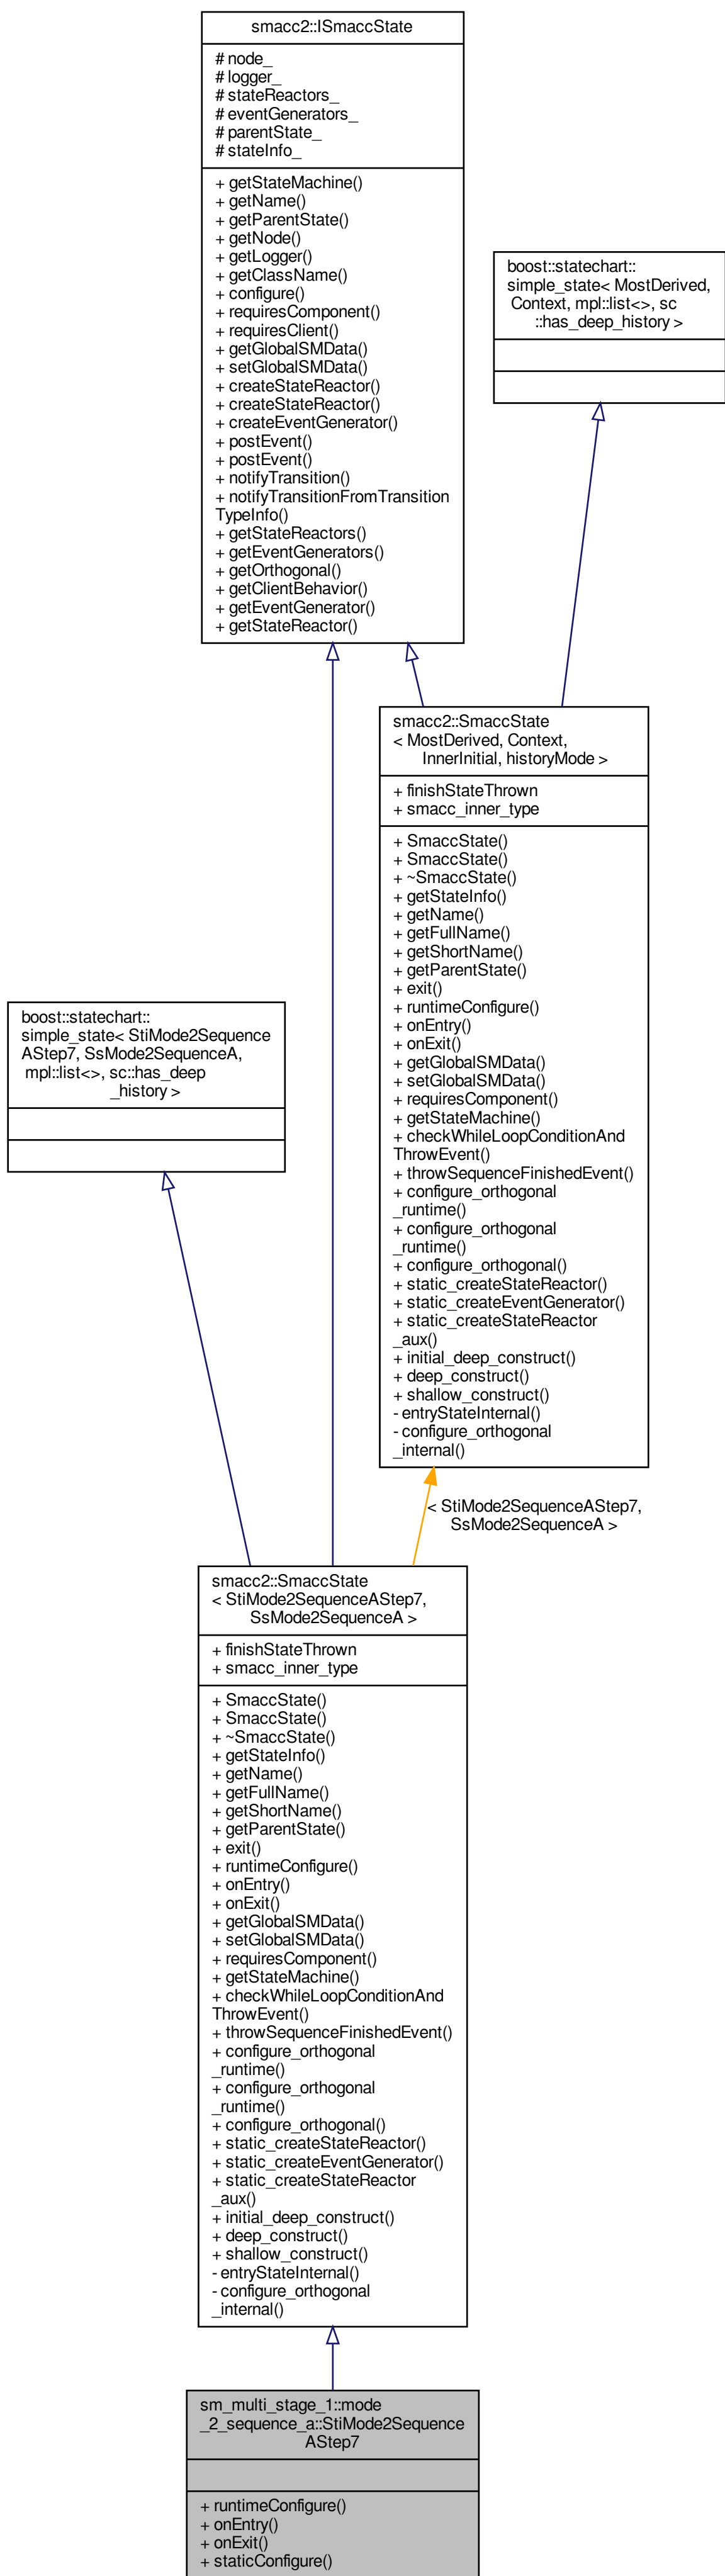 smacc2::ISmaccState
# node_
# logger_
# stateReactors_
# eventGenerators_
# parentState_
# stateInfo_
+ getStateMachine()
+ getName()
+ getParentState()
+ getNode()
+ getLogger()
+ getClassName()
+ configure()
+ requiresComponent()
+ requiresClient()
+ getGlobalSMData()
+ setGlobalSMData()
+ createStateReactor()
+ createStateReactor()
+ createEventGenerator()
+ postEvent()
+ postEvent()
+ notifyTransition()
+ notifyTransitionFromTransition
TypeInfo()
+ getStateReactors()
+ getEventGenerators()
+ getOrthogonal()
+ getClientBehavior()
+ getEventGenerator()
+ getStateReactor()
boost::statechart::
simple_state< MostDerived,
Context, mpl::list<>, sc
::has_deep_history >
smacc2::SmaccState
< MostDerived, Context,
InnerInitial, historyMode >
+ finishStateThrown
+ smacc_inner_type
+ SmaccState()
+ SmaccState()
+ ~SmaccState()
+ getStateInfo()
+ getName()
+ getFullName()
+ getShortName()
+ getParentState()
+ exit()
+ runtimeConfigure()
+ onEntry()
+ onExit()
+ getGlobalSMData()
+ setGlobalSMData()
+ requiresComponent()
+ getStateMachine()
+ checkWhileLoopConditionAnd
ThrowEvent()
+ throwSequenceFinishedEvent()
+ configure_orthogonal
_runtime()
+ configure_orthogonal
_runtime()
+ configure_orthogonal()
+ static_createStateReactor()
+ static_createEventGenerator()
+ static_createStateReactor
_aux()
+ initial_deep_construct()
+ deep_construct()
+ shallow_construct()
- entryStateInternal()
- configure_orthogonal
_internal()
boost::statechart::
simple_state< StiMode2Sequence
AStep7, SsMode2SequenceA,
mpl::list<>, sc::has_deep
_history >
< StiMode2SequenceAStep7,
SsMode2SequenceA >
smacc2::SmaccState
< StiMode2SequenceAStep7,
SsMode2SequenceA >
+ finishStateThrown
+ smacc_inner_type
+ SmaccState()
+ SmaccState()
+ ~SmaccState()
+ getStateInfo()
+ getName()
+ getFullName()
+ getShortName()
+ getParentState()
+ exit()
+ runtimeConfigure()
+ onEntry()
+ onExit()
+ getGlobalSMData()
+ setGlobalSMData()
+ requiresComponent()
+ getStateMachine()
+ checkWhileLoopConditionAnd
ThrowEvent()
+ throwSequenceFinishedEvent()
+ configure_orthogonal
_runtime()
+ configure_orthogonal
_runtime()
+ configure_orthogonal()
+ static_createStateReactor()
+ static_createEventGenerator()
+ static_createStateReactor
_aux()
+ initial_deep_construct()
+ deep_construct()
+ shallow_construct()
- entryStateInternal()
- configure_orthogonal
_internal()
sm_multi_stage_1::mode
_2_sequence_a::StiMode2Sequence
AStep7
+ runtimeConfigure()
+ onEntry()
+ onExit()
+ staticConfigure()